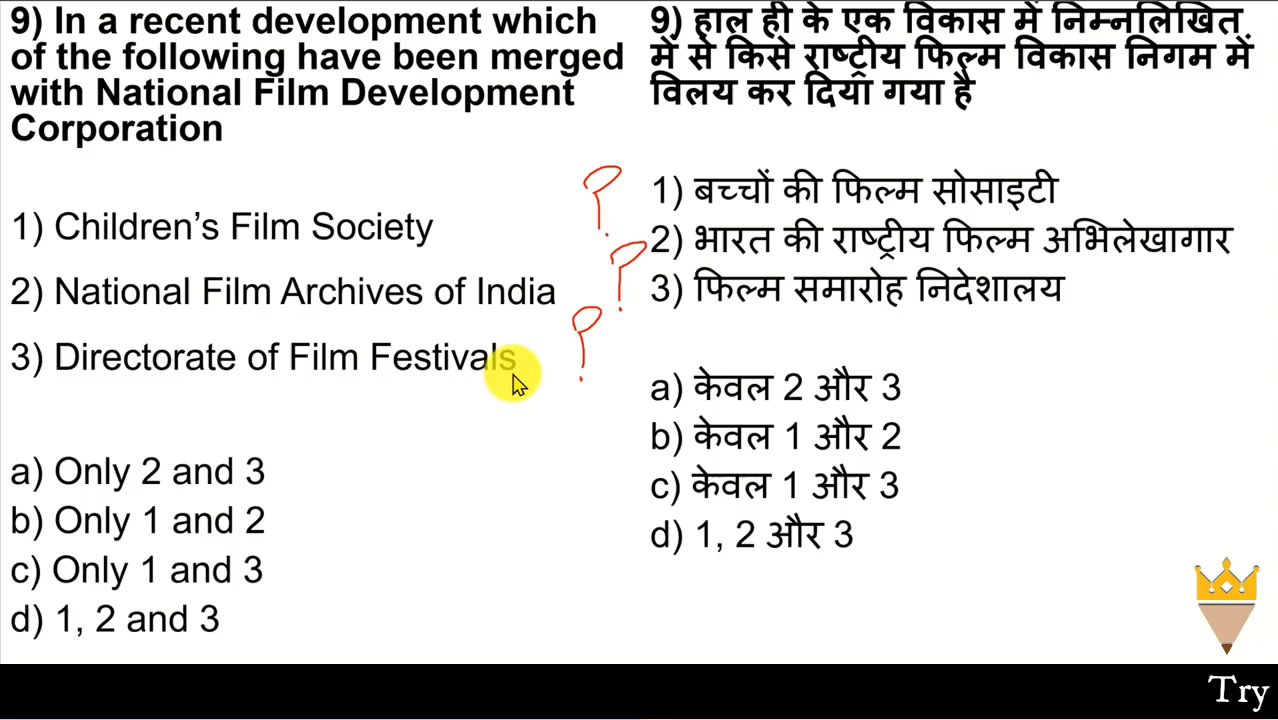 9) In a recent development which
of the following have been merged
with National Film Development
Corporation
1) Children’s Film Society
2) National Film Archives of India
3) Directorate of Film Festivals
a) Only 2 and 3
b) Only 1 and 2
c) Only 1 and 3
d) 1, 2 and 3
9) हाल ही के एक विकास में निम्नलिखित
में से किसे राष्ट्रीय फिल्म विकास निगम में
विलय कर दिया गया है
1) बच्चों की फिल्म सोसाइटी
2) भारत की राष्ट्रीय फिल्म अभिलेखागार
3) फिल्म समारोह निदेशालय
a) केवल 2 और 3
b) केवल 1 और 2
c) केवल 1 और 3
d) 1, 2 और 3
?
?
?
Try